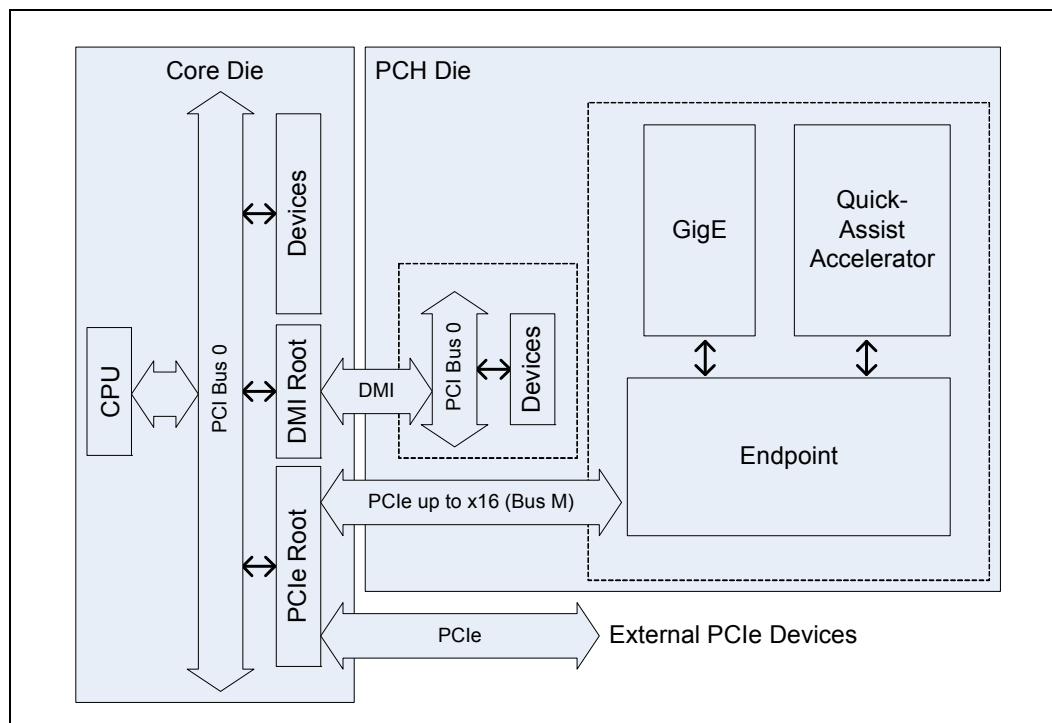 Core Die
PCH Die
Devices
GigE
Quick-
Assist
Accelerator
CPU
PCI Bus 0
DMI Root
DMI
PCI Bus 0
Devices
Endpoint
PCIe Root
PCIe up to x16 (Bus M)
PCIe
External PCIe Devices